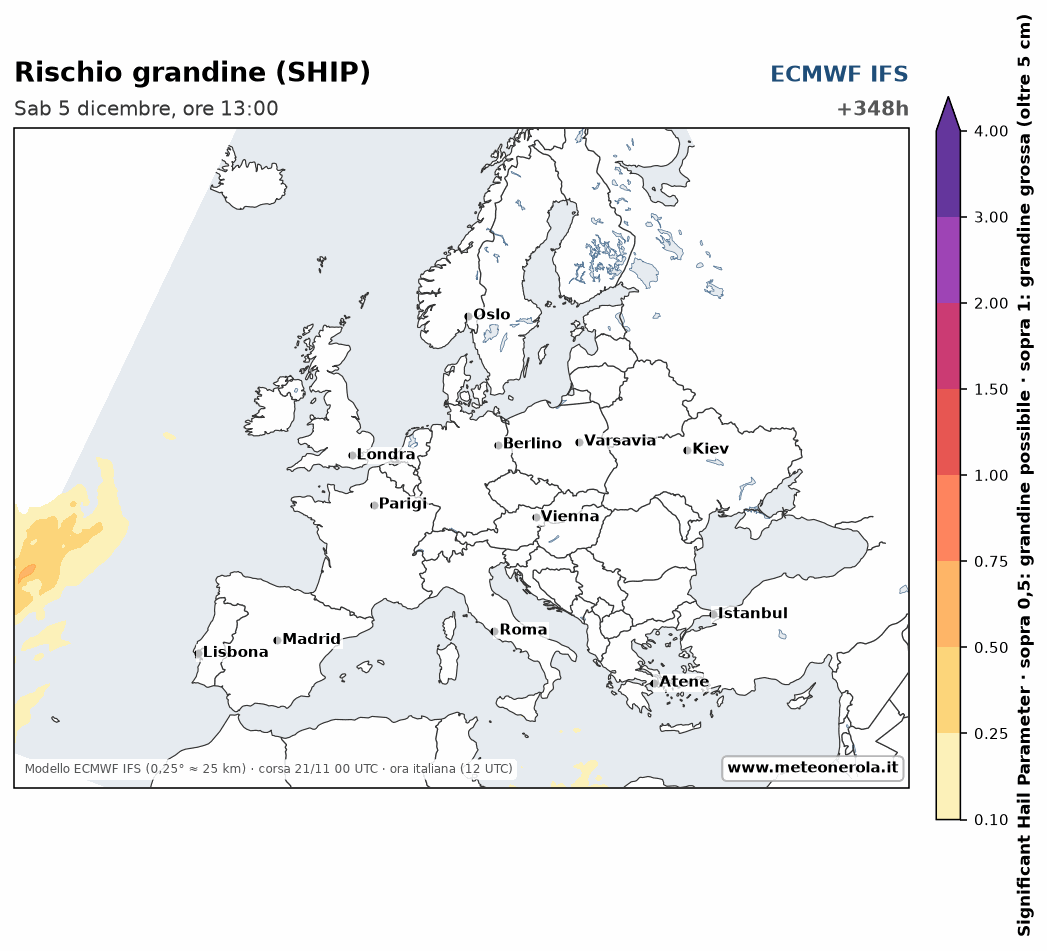 Rischio grandine (SHIP)
ECMWF IFS
Sab 5 dicembre, ore 13:00
+348h
Oslo
Berlino
Varsavia
Kiev
Londra
Parigi
Vienna
Istanbul
Roma
Madrid
Lisbona
Atene
Modello ECMWF IFS (0,25° ≈ 25 km) · corsa 21/11 00 UTC · ora italiana (12 UTC)
www.meteonerola.it
4.00
3.00
2.00
1.50
1.00
0.75
0.50
0.25
0.10
Significant Hail Parameter · sopra 0,5: grandine possibile · sopra 1: grandine grossa (oltre 5 cm)